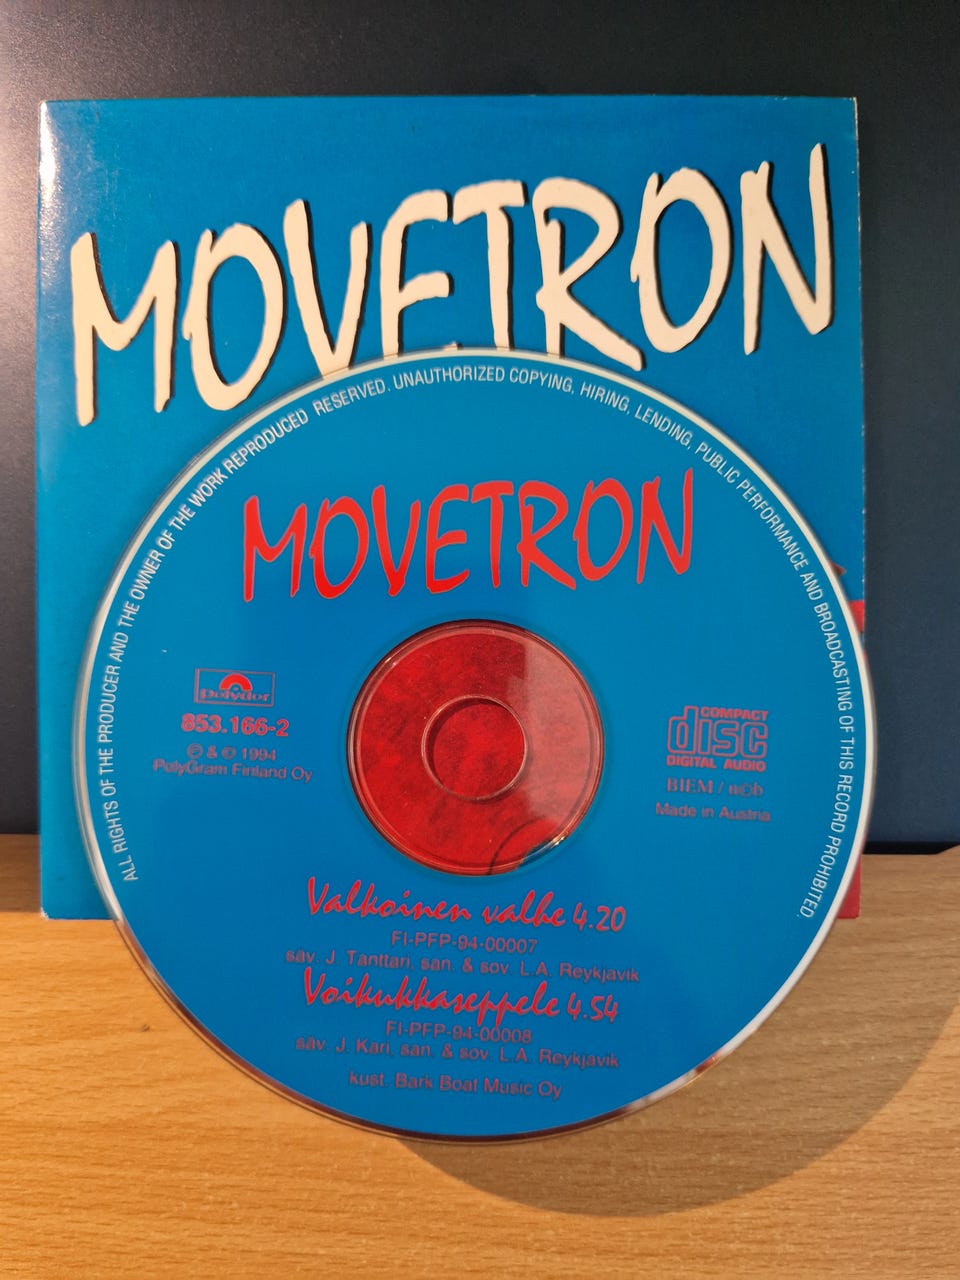 MOVETRON
ALL RIGHTS OF THE PRODUCER AND THE OWNER OF THE WORK REPRODUCED RESERVED. UNAUTHORIZED COPYING, HIRING, LENDING, PUBLIC PERFORMANCE AND BROADCASTING OF THIS RECORD PROHIBITED.
MOVETRON
Polydor
853.166-2
℗ & © 1994
PolyGram Finland Oy
COMPACT
disc
DIGITAL AUDIO
BIEM / n©b
Made in Austria
Valkoinen valhe 4.20
FI-PFP-94-00007
säv. J. Tanttari, san. & sov. L.A. Reykjavik
Voikukkaseppele 4.54
FI-PFP-94-00008
säv. J. Kari, san. & sov. L.A. Reykjavik
kust. Bark Boat Music Oy